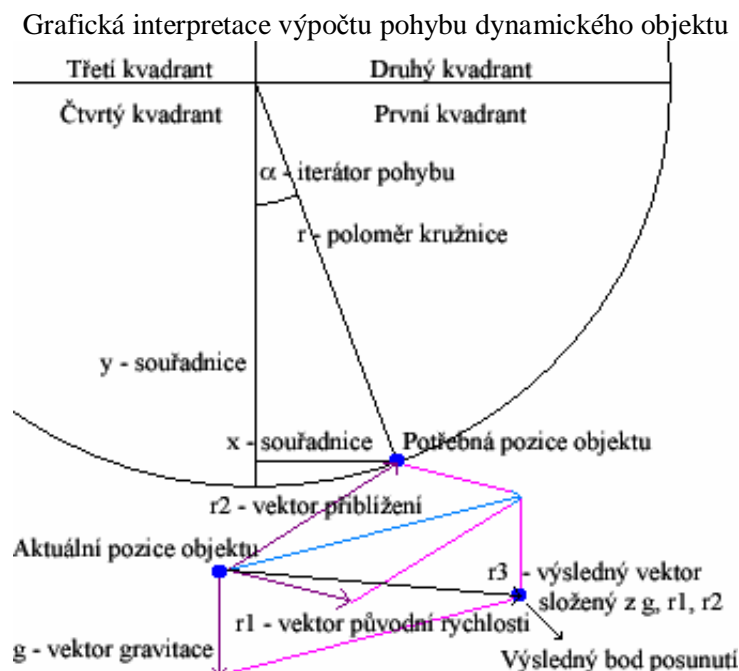 Grafická interpretace výpočtu pohybu dynamického objektu
Třetí kvadrant
Druhý kvadrant
Čtvrtý kvadrant
První kvadrant
α - iterátor pohybu
r - poloměr kružnice
y - souřadnice
x - souřadnice
Potřebná pozice objektu
r2 - vektor přiblížení
Aktuální pozice objektu
r3 - výsledný vektor
složený z g, r1, r2
r1 - vektor původní rychlosti
g - vektor gravitace
Výsledný bod posunutí